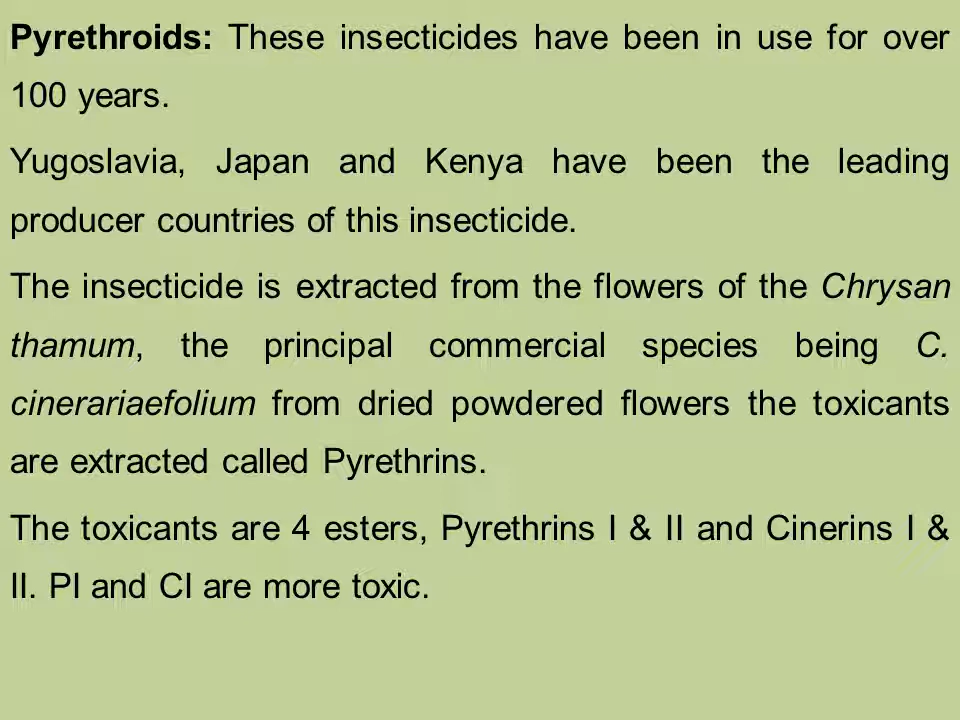 Pyrethroids: These insecticides have been in use for over
100 years.
Yugoslavia, Japan and Kenya have been the leading
producer countries of this insecticide.
The insecticide is extracted from the flowers of the Chrysan
thamum, the principal commercial species being C.
cinerariaefolium from dried powdered flowers the toxicants
are extracted called Pyrethrins.
The toxicants are 4 esters, Pyrethrins I & II and Cinerins I &
II. PI and CI are more toxic.